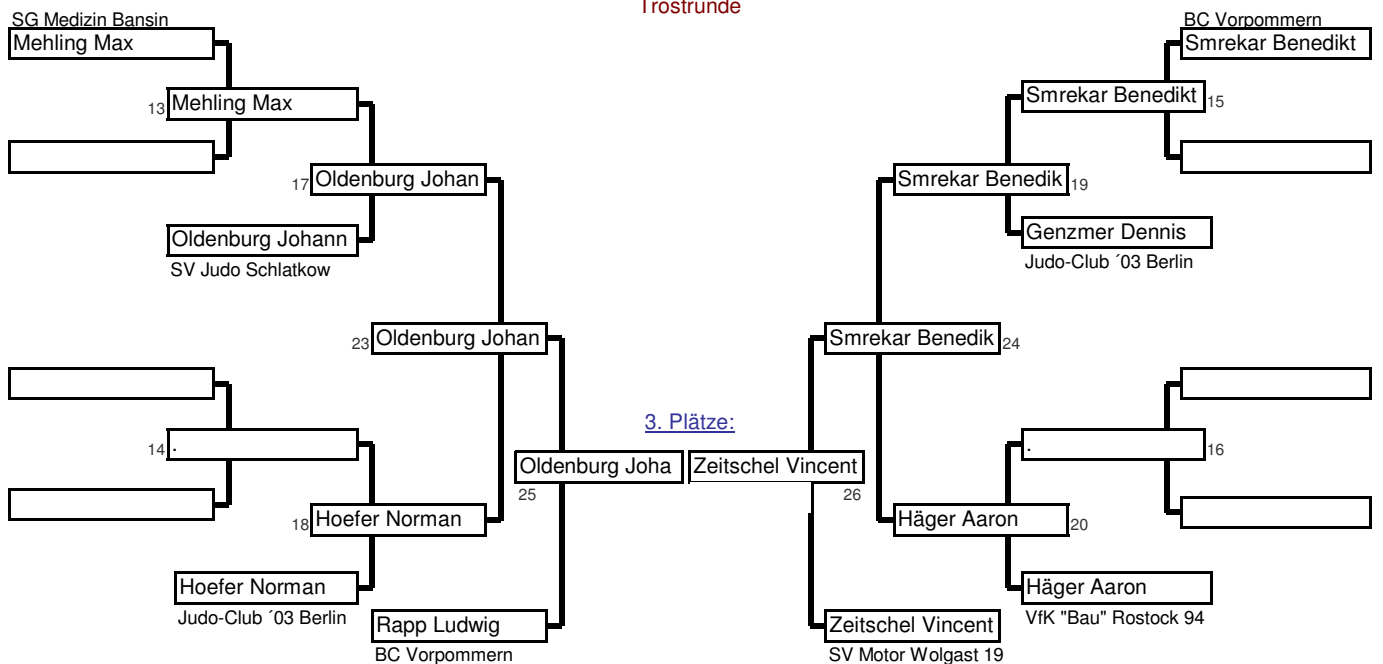 Trostrunde
SG Medizin Bansin
BC Vorpommern
Mehling Max
Smrekar Benedikt
13 Mehling Max
Smrekar Benedikt 15
17 Oldenburg Johan
Smrekar Benedik 19
Oldenburg Johann
Genzmer Dennis
SV Judo Schlatkow
Judo-Club ´03 Berlin
23 Oldenburg Johan
Smrekar Benedik 24
3. Plätze:
14 .
. 16
Oldenburg Joha
Zeitschel Vincent
25
26
18 Hoefer Norman
Häger Aaron 20
Hoefer Norman
Häger Aaron
Judo-Club ´03 Berlin
VfK "Bau" Rostock 94
Rapp Ludwig
Zeitschel Vincent
BC Vorpommern
SV Motor Wolgast 19